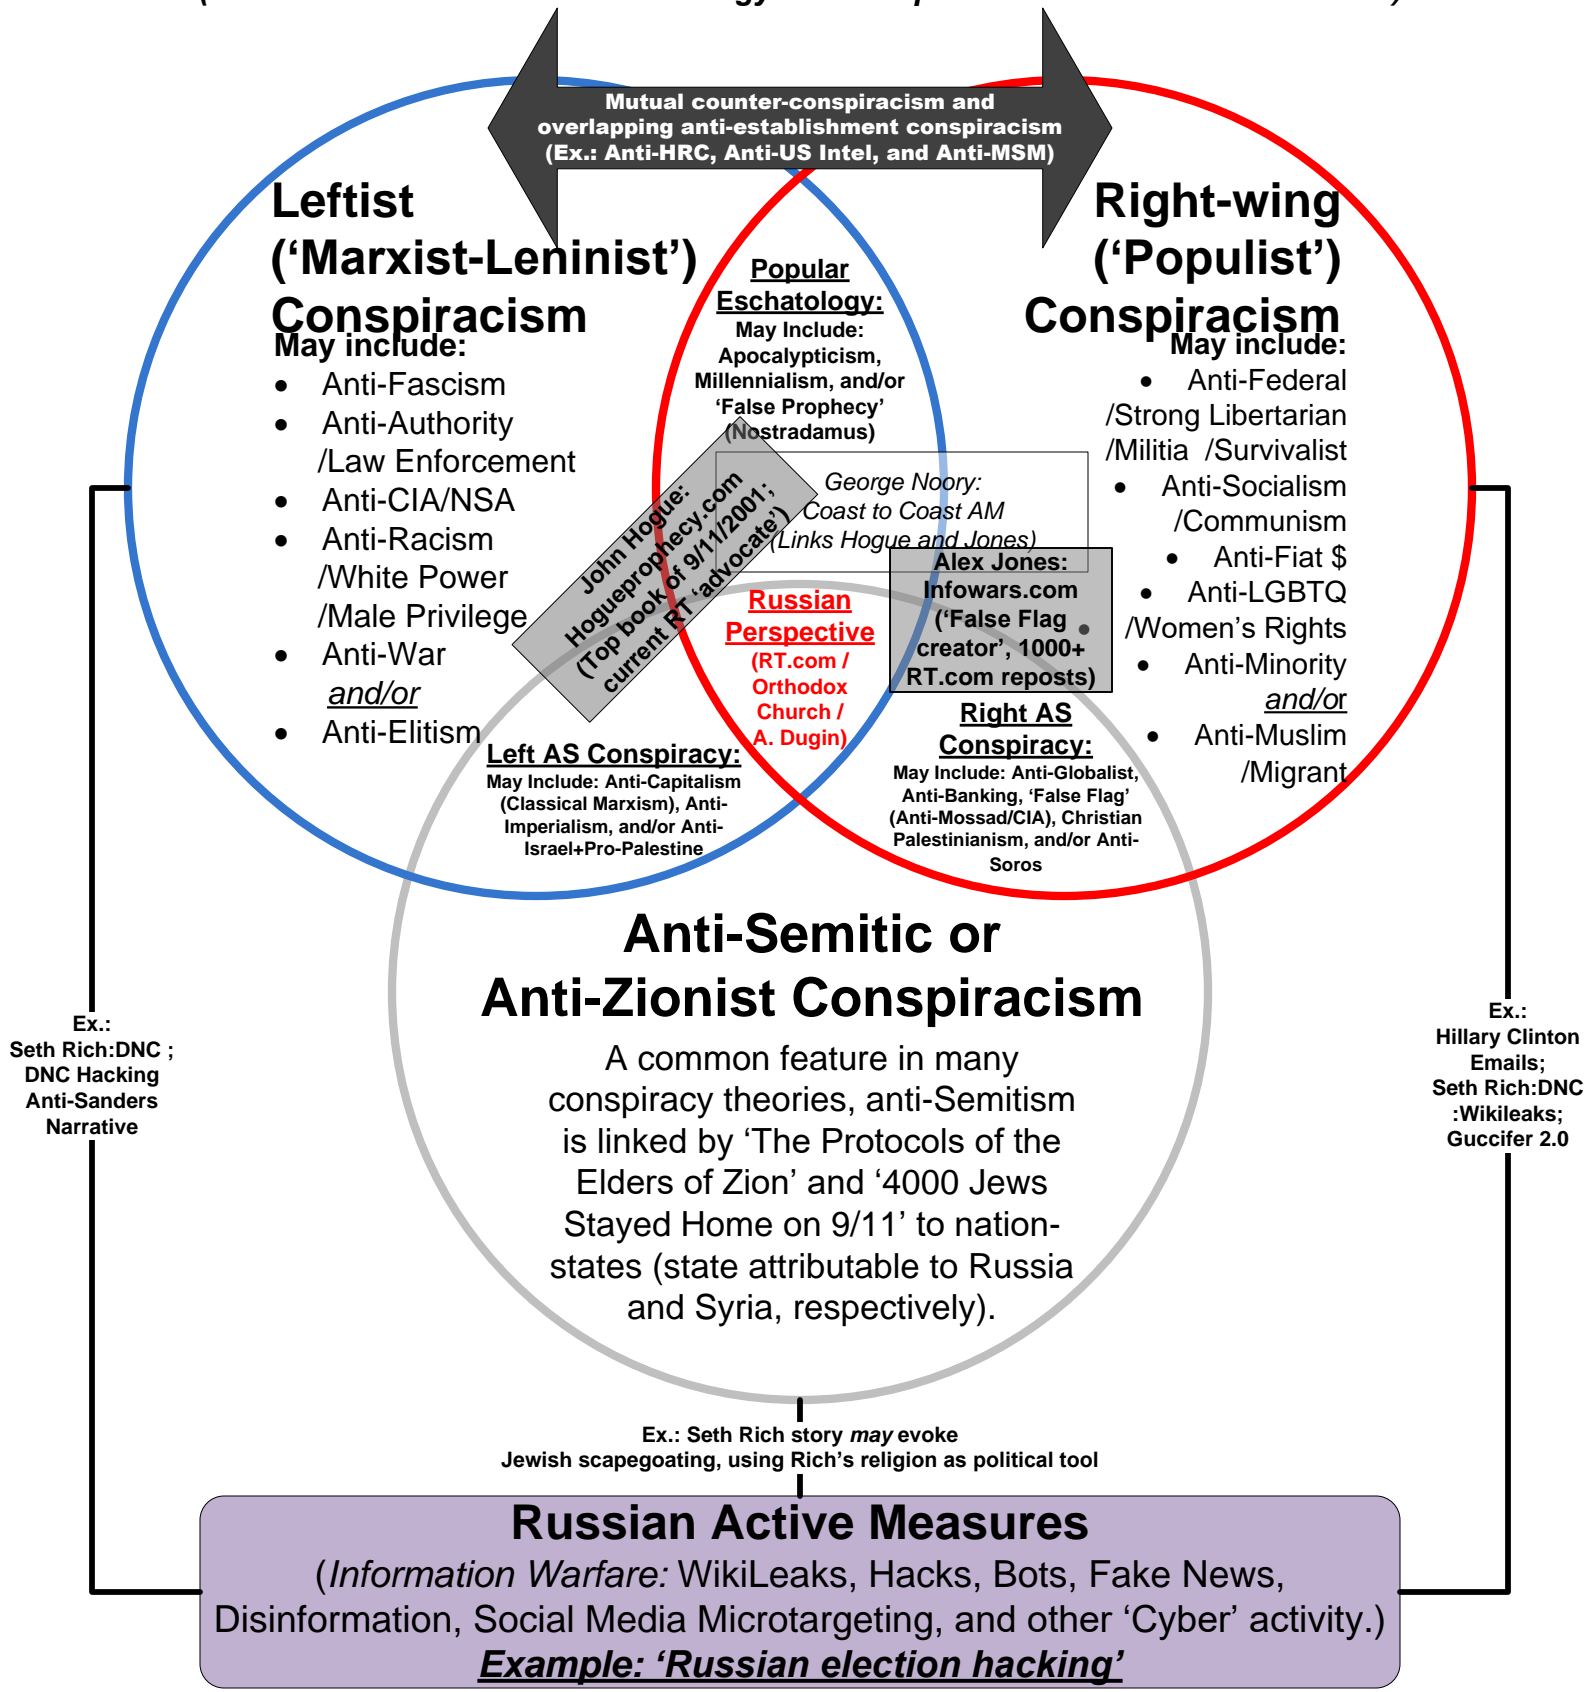 Mutual counter-conspiracism and
overlapping anti-establishment conspiracism
(Ex.: Anti-HRC, Anti-US Intel, and Anti-MSM)
Leftist
(‘Marxist-Leninist’)
Conspiracism
May include:
• Anti-Fascism
• Anti-Authority
/Law Enforcement
• Anti-CIA/NSA
• Anti-Racism
/White Power
/Male Privilege
• Anti-War
and/or
• Anti-Elitism
Right-wing
(‘Populist’)
Conspiracism
May include:
• Anti-Federal
/Strong Libertarian
/Militia /Survivalist
• Anti-Socialism
/Communism
• Anti-Fiat $
• Anti-LGBTQ
/Women’s Rights
• Anti-Minority
and/or
• Anti-Muslim
/Migrant
Popular
Eschatology:
May Include:
Apocalypticism,
Millennialism, and/or
‘False Prophecy’
(Nostradamus)
George Noory:
Coast to Coast AM
(Links Hogue and Jones)
John Hogue:
Hogueprophecy.com
(Top book of 9/11/2001;
current RT ‘advocate’)
Alex Jones:
Infowars.com
(‘False Flag
creator’, 1000+
RT.com reposts)
Russian
Perspective
(RT.com /
Orthodox
Church /
A. Dugin)
Left AS Conspiracy:
May Include: Anti-Capitalism
(Classical Marxism), Anti-
Imperialism, and/or Anti-
Israel+Pro-Palestine
Right AS
Conspiracy:
May Include: Anti-Globalist,
Anti-Banking, ‘False Flag’
(Anti-Mossad/CIA), Christian
Palestinianism, and/or Anti-
Soros
Anti-Semitic or
Anti-Zionist Conspiracism
A common feature in many
conspiracy theories, anti-Semitism
is linked by ‘The Protocols of the
Elders of Zion’ and ‘4000 Jews
Stayed Home on 9/11’ to nation-
states (state attributable to Russia
and Syria, respectively).
Ex.:
Seth Rich:DNC ;
DNC Hacking
Anti-Sanders
Narrative
Ex.:
Hillary Clinton
Emails;
Seth Rich:DNC
:Wikileaks;
Guccifer 2.0
Ex.: Seth Rich story may evoke
Jewish scapegoating, using Rich’s religion as political tool
Russian Active Measures
(Information Warfare: WikiLeaks, Hacks, Bots, Fake News,
Disinformation, Social Media Microtargeting, and other ‘Cyber’ activity.)
Example: ‘Russian election hacking’